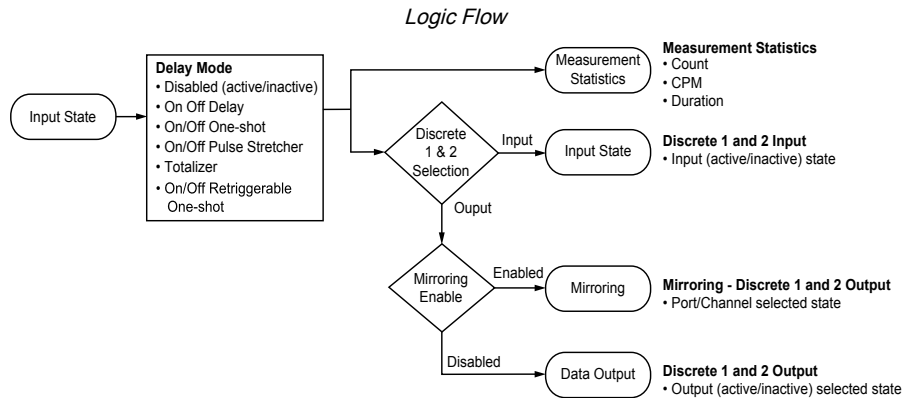 Logic Flow
Input State
Delay Mode
• Disabled (active/inactive)
• On Off Delay
• On/Off One-shot
• On/Off Pulse Stretcher
• Totalizer
• On/Off Retriggerable
One-shot
Measurement
Statistics
Measurement Statistics
• Count
• CPM
• Duration
Discrete
1 & 2
Selection
Input
Input State
Discrete 1 and 2 Input
• Input (active/inactive) state
Ouput
Mirroring
Enable
Enabled
Mirroring
Mirroring - Discrete 1 and 2 Output
• Port/Channel selected state
Disabled
Data Output
Discrete 1 and 2 Output
• Output (active/inactive) selected state